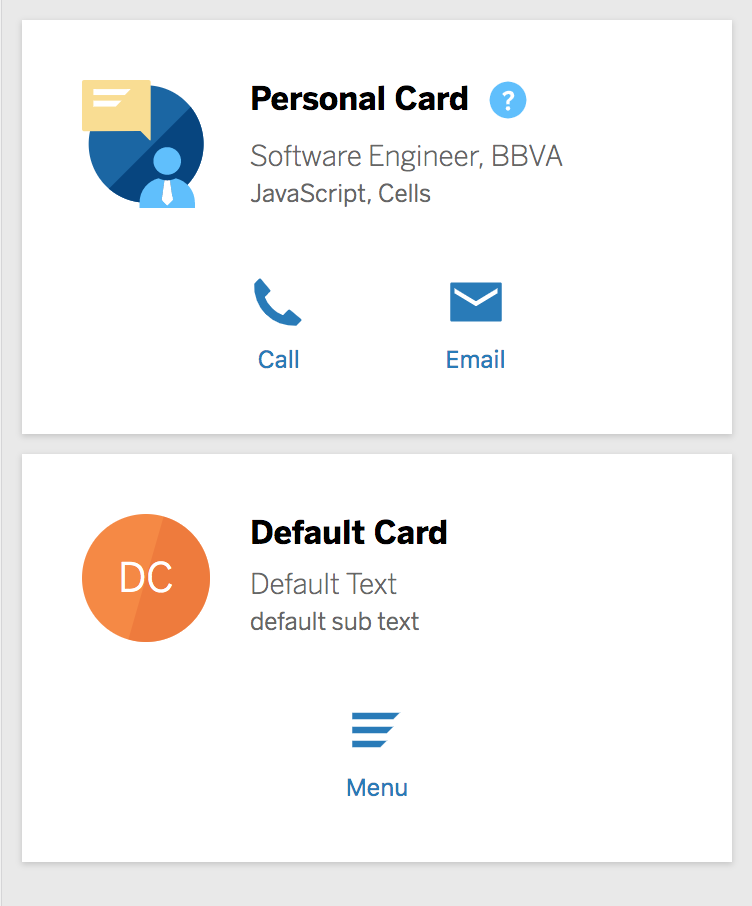 Personal Card ?
Software Engineer, BBVA
JavaScript, Cells
Call
Email
DC
Default Card
Default Text
default sub text
Menu